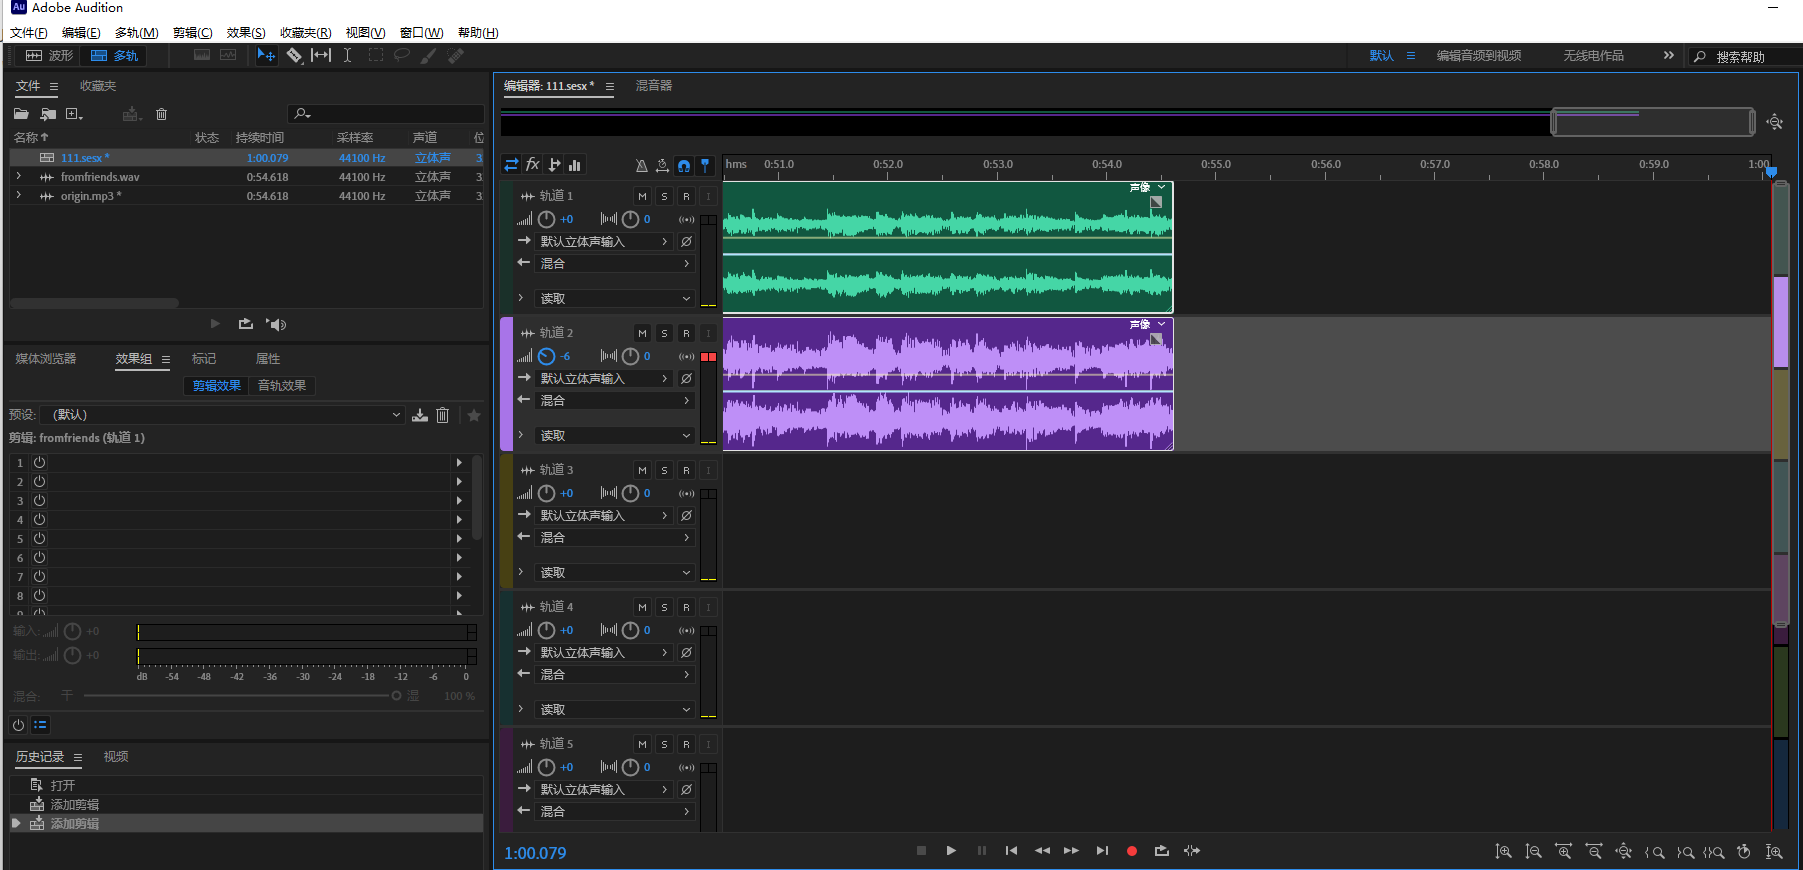 Au Adobe Audition
文件(F) 编辑(E) 多轨(M) 剪辑(C) 效果(S) 收藏夹(R) 视图(V) 窗口(W) 帮助(H)
波形 多轨 默认 编辑音频到视频 无线电作品 搜索帮助
文件 收藏夹
名称 状态 持续时间 采样率 声道 位
111.sesx * 1:00.079 44100 Hz 立体声 3
fromfriends.wav 0:54.618 44100 Hz 立体声 3
origin.mp3 * 0:54.618 44100 Hz 立体声 3
媒体浏览器 效果组 标记 属性
剪辑效果 音轨效果
预设: (默认)
剪辑: fromfriends (轨道 1)
1
2
3
4
5
6
7
8
9
输入: +0
输出: +0
dB -54 -48 -42 -36 -30 -24 -18 -12 -6 0
混合: 干 湿 100 %
历史记录 视频
打开
添加剪辑
添加剪辑
编辑器: 111.sesx * 混音器
fx hms 0:51.0 0:52.0 0:53.0 0:54.0 0:55.0 0:56.0 0:57.0 0:58.0 0:59.0 1:00
轨道 1 M S R I 声像
+0 0
默认立体声输入
混合
读取
轨道 2 M S R I 声像
-6 0
默认立体声输入
混合
读取
轨道 3 M S R I
+0 0
默认立体声输入
混合
读取
轨道 4 M S R I
+0 0
默认立体声输入
混合
读取
轨道 5 M S R I
+0 0
默认立体声输入
混合
1:00.079